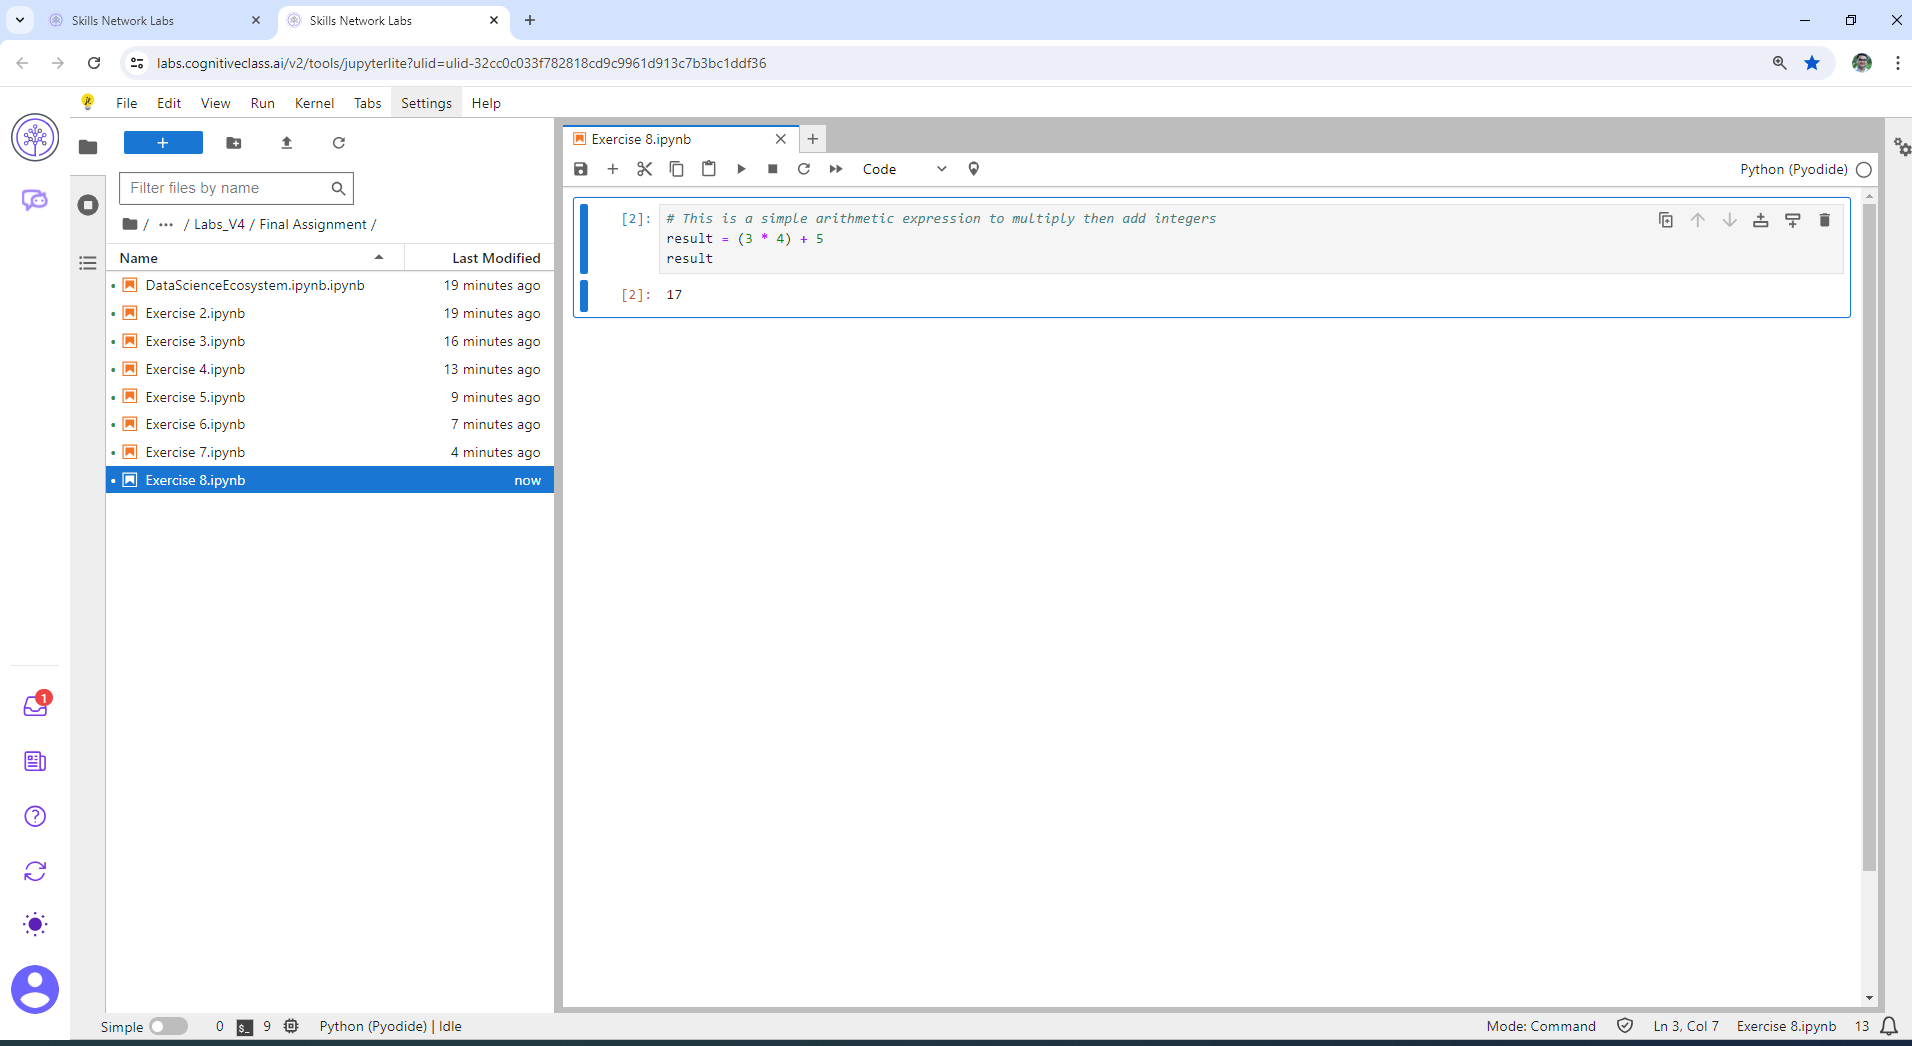 Skills Network Labs
Skills Network Labs
labs.cognitiveclass.ai/v2/tools/jupyterlite?ulid=ulid-32cc0c033f782818cd9c9961d913c7b3bc1ddf36
File Edit View Run Kernel Tabs Settings Help
+
Filter files by name
/ ··· / Labs_V4 / Final Assignment /
Name Last Modified
DataScienceEcosystem.ipynb.ipynb 19 minutes ago
Exercise 2.ipynb 19 minutes ago
Exercise 3.ipynb 16 minutes ago
Exercise 4.ipynb 13 minutes ago
Exercise 5.ipynb 9 minutes ago
Exercise 6.ipynb 7 minutes ago
Exercise 7.ipynb 4 minutes ago
Exercise 8.ipynb now
Exercise 8.ipynb
Code
Python (Pyodide)
[2]: # This is a simple arithmetic expression to multiply then add integers
result = (3 * 4) + 5
result
[2]: 17
1
Simple 0 $_ 9 Python (Pyodide) | Idle
Mode: Command Ln 3, Col 7 Exercise 8.ipynb 13